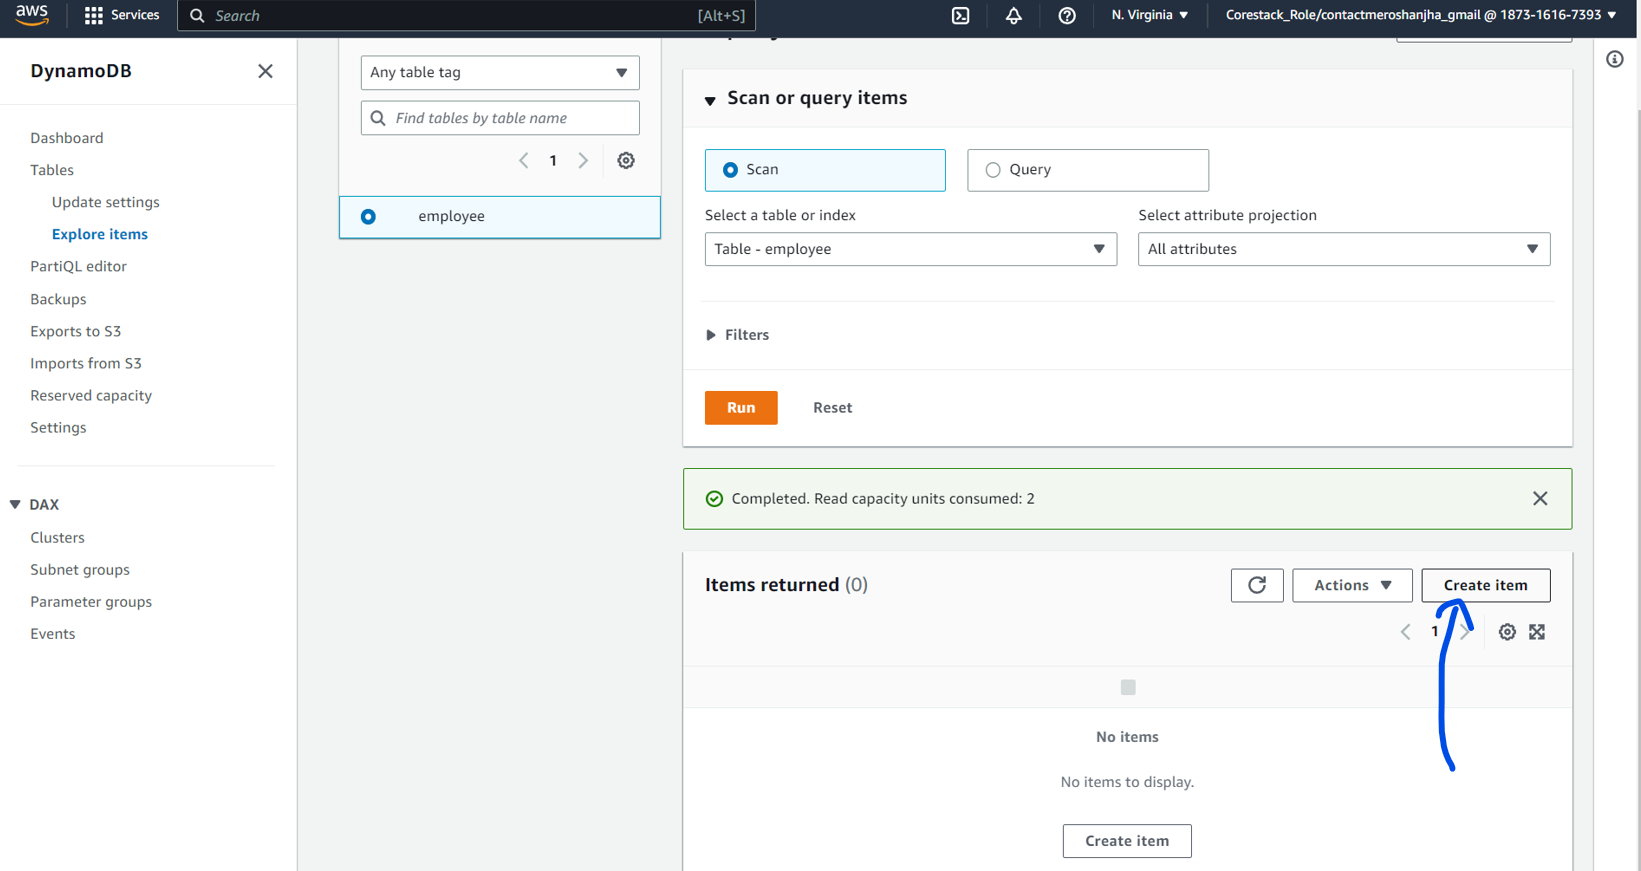 aws
Services
Search
[Alt+S]
N. Virginia
Corestack_Role/contactmeroshanjha_gmail @ 1873-1616-7393
DynamoDB
Dashboard
Tables
Update settings
Explore items
PartiQL editor
Backups
Exports to S3
Imports from S3
Reserved capacity
Settings
DAX
Clusters
Subnet groups
Parameter groups
Events
Any table tag
Find tables by table name
1
employee
Scan or query items
Scan
Query
Select a table or index
Select attribute projection
Table - employee
All attributes
Filters
Run
Reset
Completed. Read capacity units consumed: 2
Items returned (0)
Actions
Create item
1
No items
No items to display.
Create item